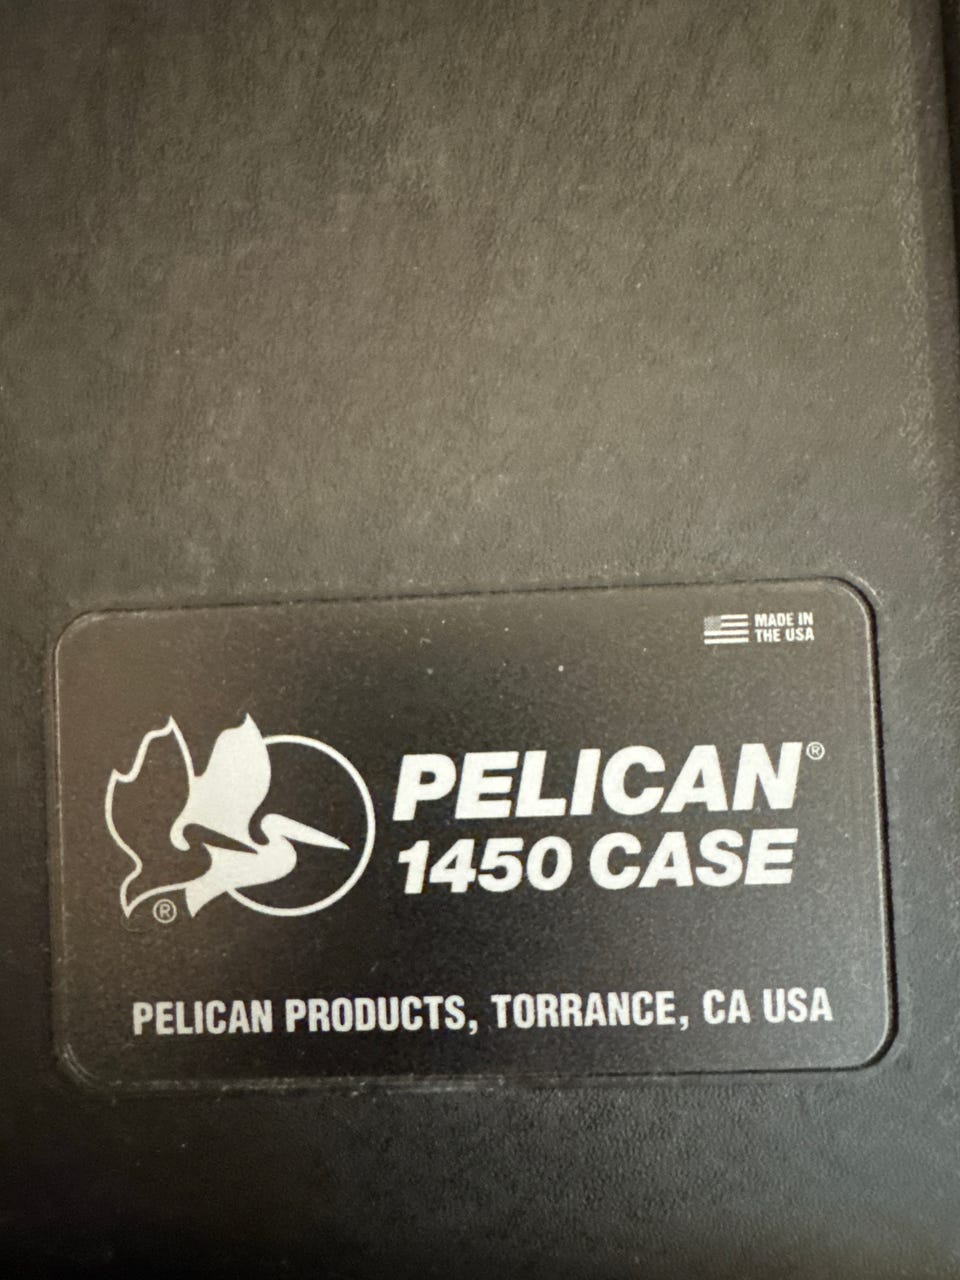 MADE IN
THE USA
PELICAN®
1450 CASE
®
PELICAN PRODUCTS, TORRANCE, CA USA